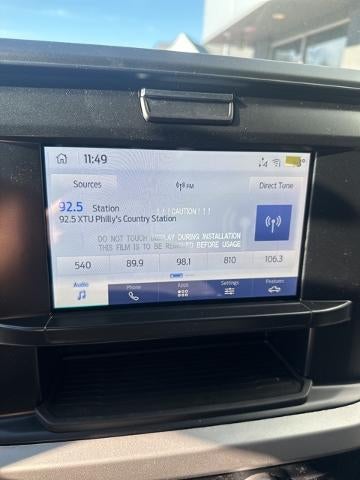 11:49
Sources
FM
Direct Tune
92.5 Station
92.5 XTU Philly's Country Station
!!!CAUTION!!!
DO NOT TOUCH DISPLAY DURING INSTALLATION
THIS FILM IS TO BE REMOVED BEFORE USAGE
540 89.9 98.1 810 106.3
Audio Phone Apps Settings Features